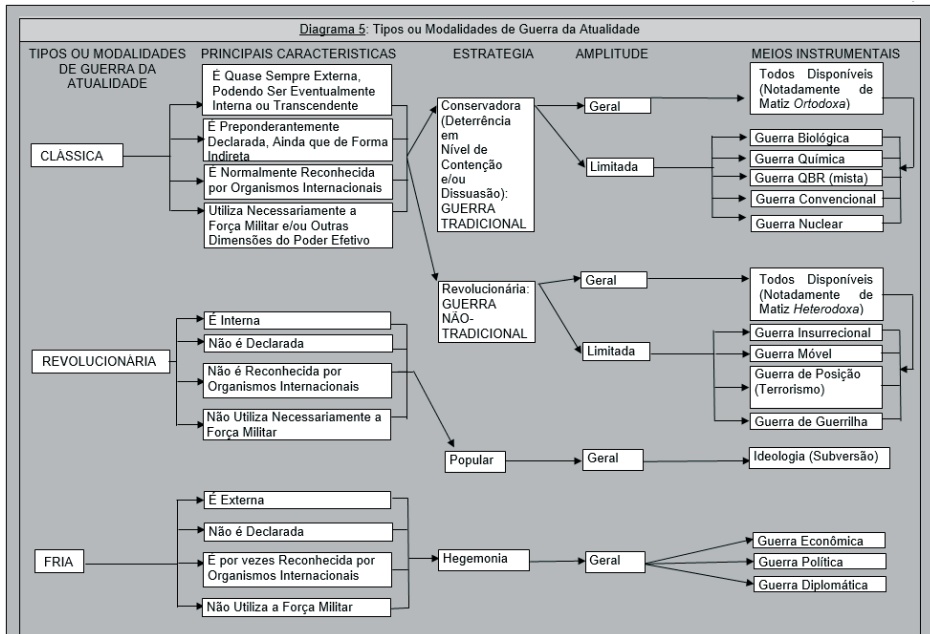 Diagrama 5: Tipos ou Modalidades de Guerra da Atualidade
TIPOS OU MODALIDADES
DE GUERRA DA
ATUALIDADE
PRINCIPAIS CARACTERISTICAS
ESTRATEGIA
AMPLITUDE
MEIOS INSTRUMENTAIS
CLÀSSICA
É Quase Sempre Externa,
Podendo Ser Eventualmente
Interna ou Transcendente
É Preponderantemente
Declarada, Ainda que de Forma
Indireta
É Normalmente Reconhecida
por Organismos Internacionais
Utiliza Necessariamente a
Força Militar e/ou Outras
Dimensões do Poder Efetivo
Conservadora
(Deterrência
em
Nível de
Contenção
e/ou
Dissuasão):
GUERRA
TRADICIONAL
Geral
Limitada
Todos Disponíveis
(Notadamente de
Matiz Ortodoxa)
Guerra Biológica
Guerra Química
Guerra QBR (mista)
Guerra Convencional
Guerra Nuclear
Revolucionária:
GUERRA
NÃO-
TRADICIONAL
Geral
Limitada
Todos Disponíveis
(Notadamente de
Matiz Heterodoxa)
Guerra Insurrecional
Guerra Móvel
Guerra de Posição
(Terrorismo)
Guerra de Guerrilha
REVOLUCIONÀRIA
É Interna
Não é Declarada
Não é Reconhecida por
Organismos Internacionais
Não Utiliza Necessariamente a
Força Militar
Popular
Geral
Ideologia (Subversão)
FRIA
É Externa
Não é Declarada
É por vezes Reconhecida por
Organismos Internacionais
Não Utiliza a Força Militar
Hegemonia
Geral
Guerra Econômica
Guerra Política
Guerra Diplomática